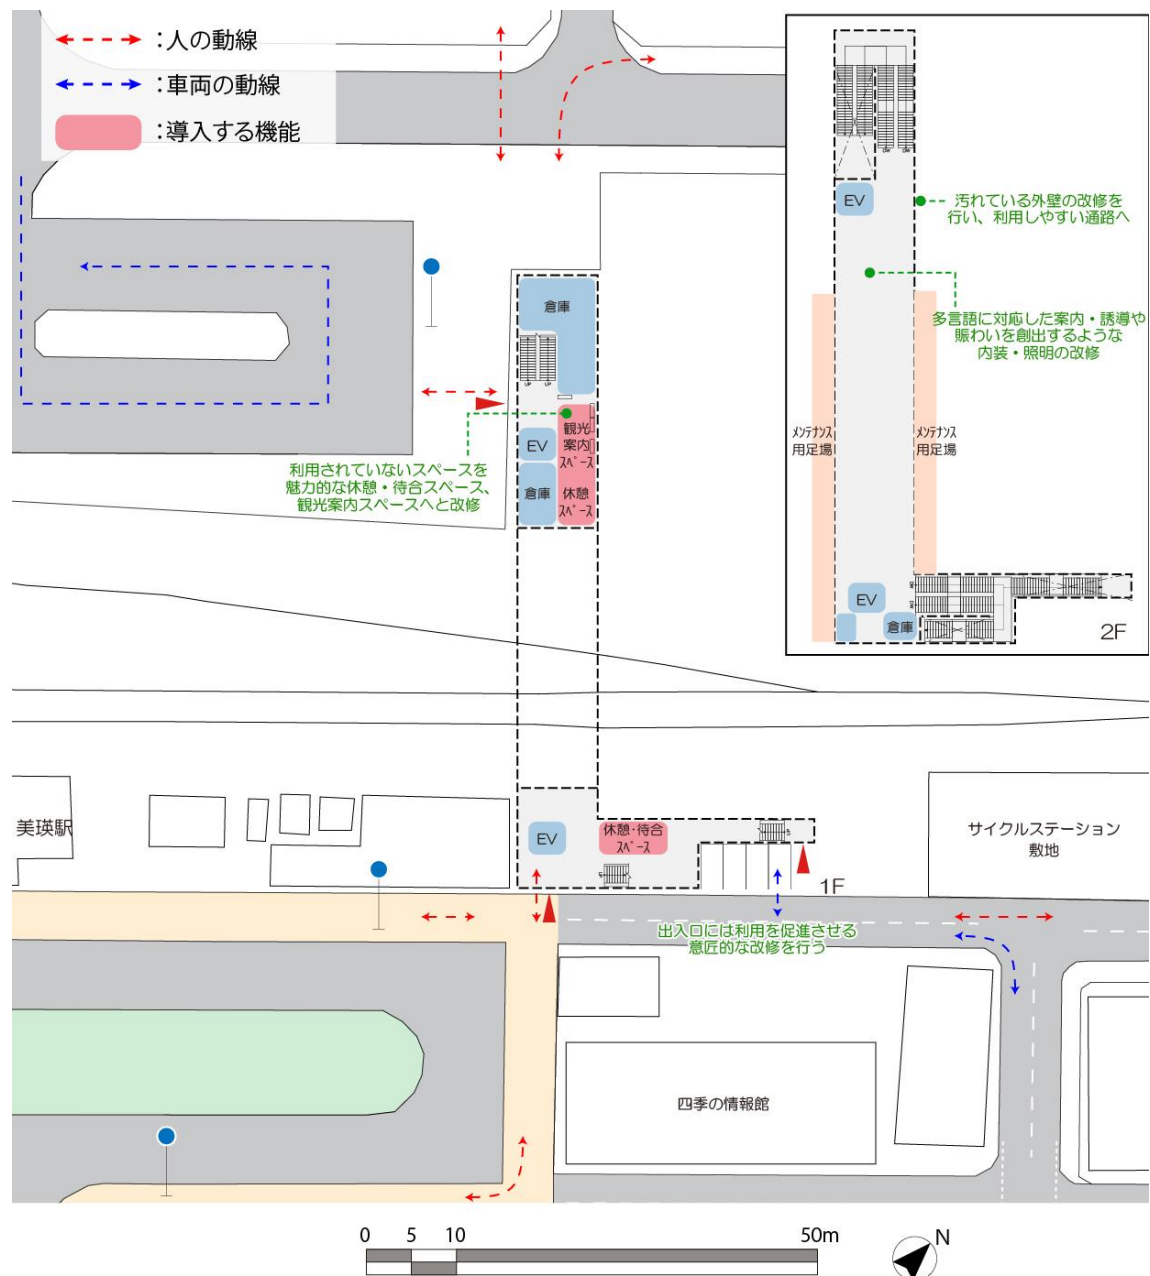 ：人の動線
：車両の動線
：導入する機能
EV
汚れている外壁の改修を
行い、利用しやすい通路へ
多言語に対応した案内・誘導や
賑わいを創出するような
内装・照明の改修
メンテナンス
用足場
メンテナンス
用足場
EV
倉庫
2F
倉庫
UP UP
観光
案内
スペース
EV
倉庫
休憩
スペース
利用されていないスペースを
魅力的な休憩・待合スペース、
観光案内スペースへと改修
美瑛駅
EV
休憩・待合
スペース
サイクルステーション
敷地
1F
出入口には利用を促進させる
意匠的な改修を行う
四季の情報館
0 5 10 50m
N